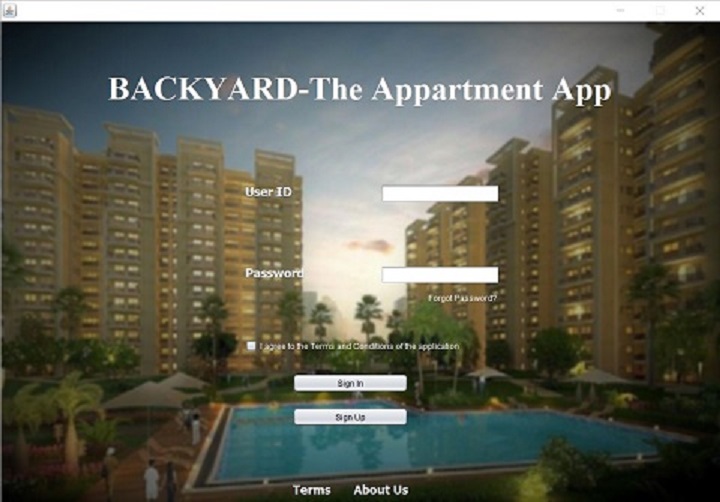 BACKYARD-The Appartment App
User ID
Password
Forgot Password?
I agree to the Terms and Conditions of the application
Sign In
Sign Up
Terms About Us